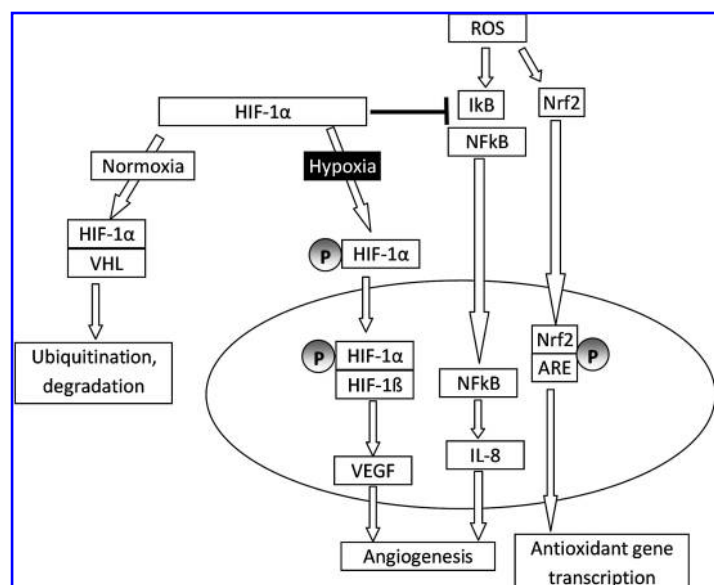 ROS
HIF-1α
IkB
Nrf2
NFkB
Normoxia
Hypoxia
HIF-1α
VHL
P
HIF-1α
Ubiquitination,
degradation
P
HIF-1α
HIF-1ß
NFkB
Nrf2
ARE
P
VEGF
IL-8
Angiogenesis
Antioxidant gene
transcription